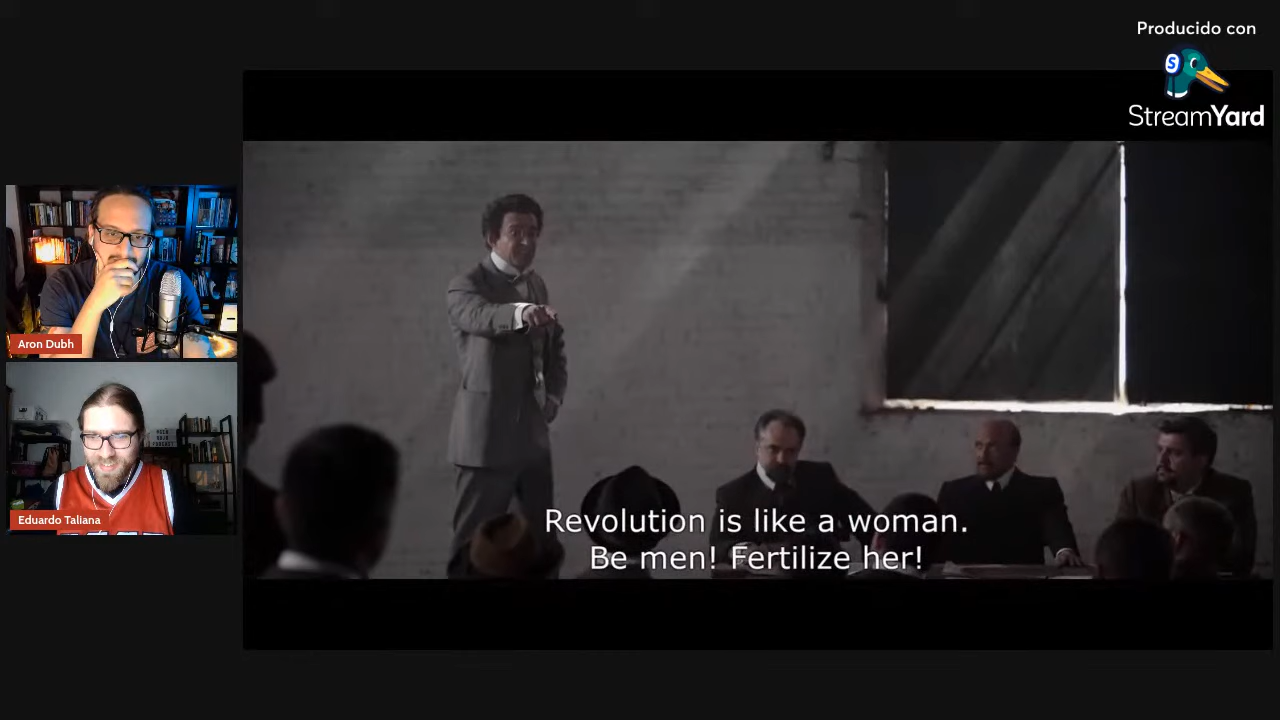 Producido con
StreamYard
Aron Dubh
Eduardo Taliana
Revolution is like a woman.
Be men! Fertilize her!